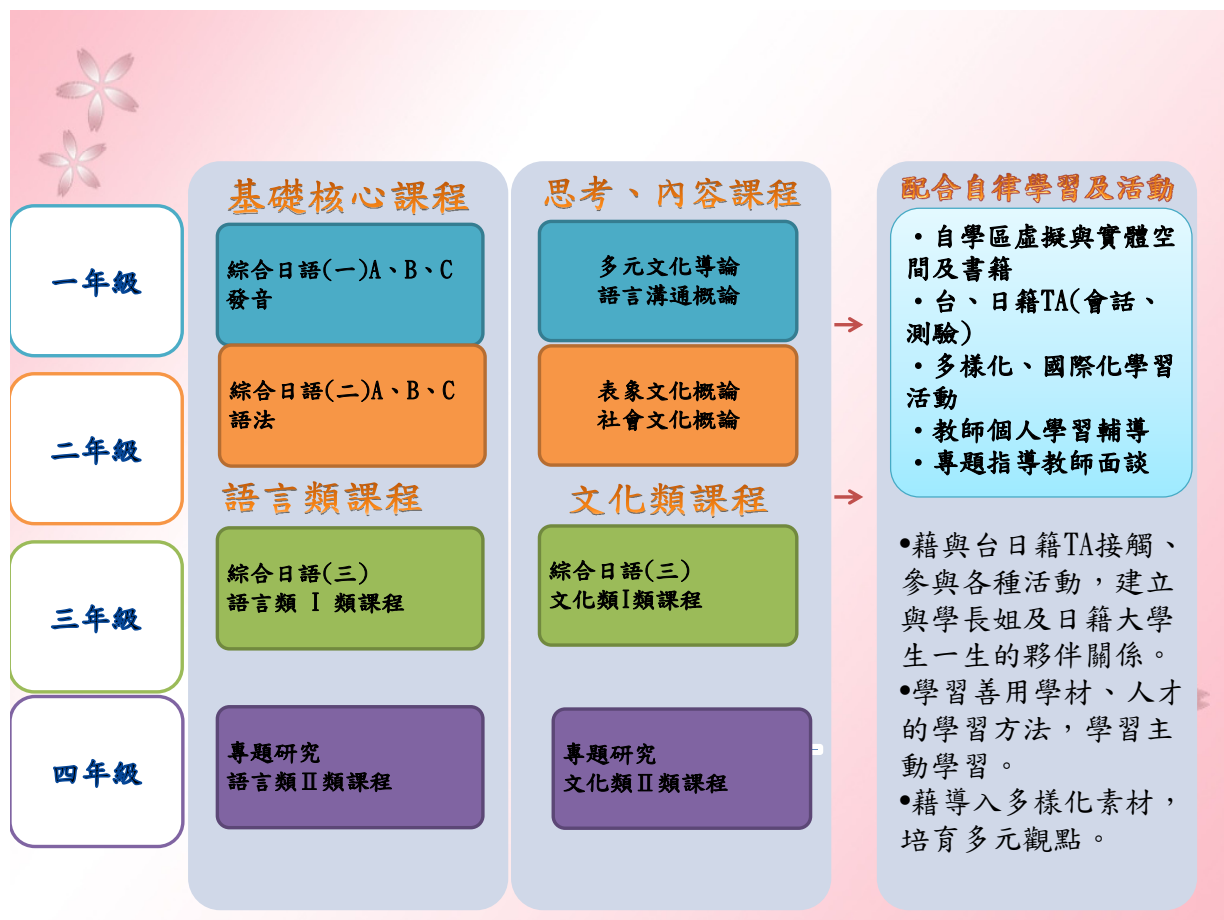 一年級
二年級
三年級
四年級
基礎核心課程
綜合日語(一)A、B、C
發音
綜合日語(二)A、B、C
語法
語言類課程
綜合日語(三)
語言類 I 類課程
專題研究
語言類Ⅱ類課程
思考、內容課程
多元文化導論
語言溝通概論
表象文化概論
社會文化概論
文化類課程
綜合日語(三)
文化類I類課程
專題研究
文化類Ⅱ類課程
配合自律學習及活動
・自學區虛擬與實體空
間及書籍
・台、日籍TA(會話、
測驗)
・多樣化、國際化學習
活動
・教師個人學習輔導
・專題指導教師面談
•藉與台日籍TA接觸、
參與各種活動，建立
與學長姐及日籍大學
生一生的夥伴關係。
•學習善用學材、人才
的學習方法，學習主
動學習。
•藉導入多樣化素材，
培育多元觀點。